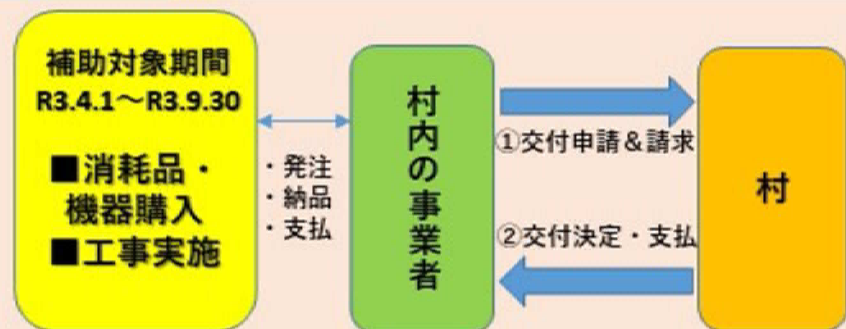 補助対象期間
R3.4.1～R3.9.30
■消耗品・
機器購入
■工事実施
・発注
・納品
・支払
村内の事業者
①交付申請＆請求
②交付決定・支払
村